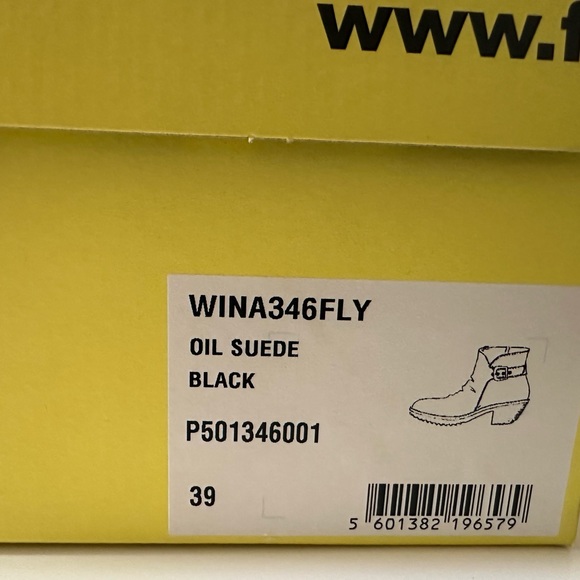 www.f
WINA346FLY
OIL SUEDE
BLACK
P501346001
39
5 601382 196579